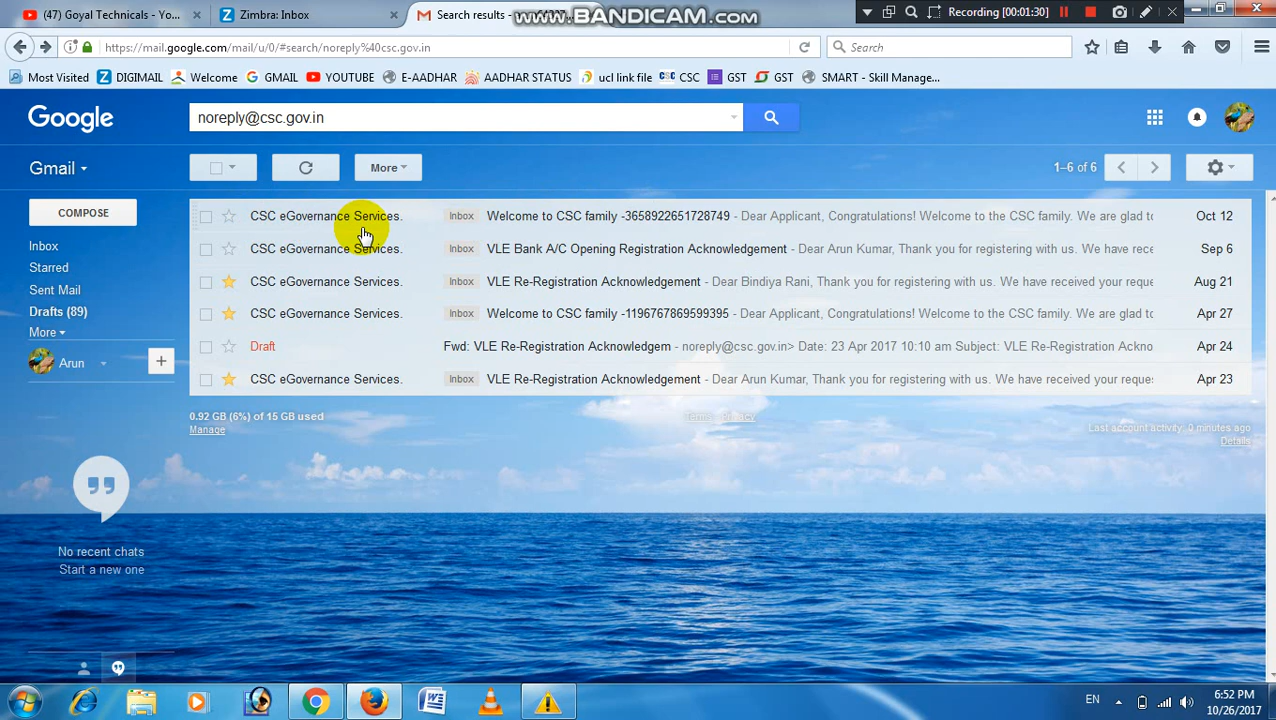 (47) Goyal Technicals - Yo...
Zimbra: Inbox
Search results -
WWW.BANDICAM.COM
Recording [00:01:30]
https://mail.google.com/mail/u/0/#search/noreply%40csc.gov.in
Search
Most Visited DIGIMAIL Welcome GMAIL YOUTUBE E-AADHAR AADHAR STATUS ucl link file CSC GST GST SMART - Skill Manage...
Google
noreply@csc.gov.in
Gmail
More
1–6 of 6
COMPOSE
Inbox
Starred
Sent Mail
Drafts (89)
More
Arun
CSC eGovernance Services. Inbox Welcome to CSC family -3658922651728749 - Dear Applicant, Congratulations! Welcome to the CSC family. We are glad to Oct 12
CSC eGovernance Services. Inbox VLE Bank A/C Opening Registration Acknowledgement - Dear Arun Kumar, Thank you for registering with us. We have rece Sep 6
CSC eGovernance Services. Inbox VLE Re-Registration Acknowledgement - Dear Bindiya Rani, Thank you for registering with us. We have received your reque Aug 21
CSC eGovernance Services. Inbox Welcome to CSC family -1196767869599395 - Dear Applicant, Congratulations! Welcome to the CSC family. We are glad to Apr 27
Draft Fwd: VLE Re-Registration Acknowledgem - noreply@csc.gov.in> Date: 23 Apr 2017 10:10 am Subject: VLE Re-Registration Ackno Apr 24
CSC eGovernance Services. Inbox VLE Re-Registration Acknowledgement - Dear Arun Kumar, Thank you for registering with us. We have received your reques Apr 23
0.92 GB (6%) of 15 GB used
Manage
Terms - Privacy
Last account activity: 0 minutes ago
Details
No recent chats
Start a new one
EN
6:52 PM
10/26/2017